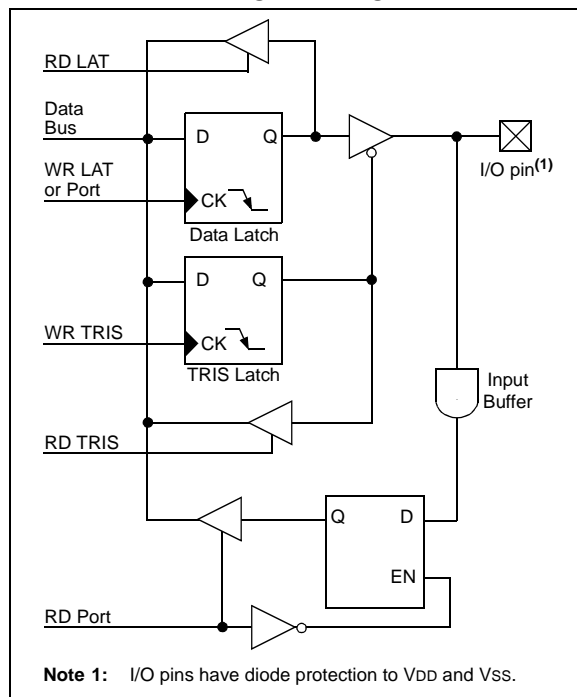 RD LAT
Data
Bus
D Q
WR LAT
or Port
CK
Data Latch
I/O pin(1)
D Q
WR TRIS
CK
TRIS Latch
Input
Buffer
RD TRIS
Q D
EN
RD Port
Note 1: I/O pins have diode protection to VDD and VSS.